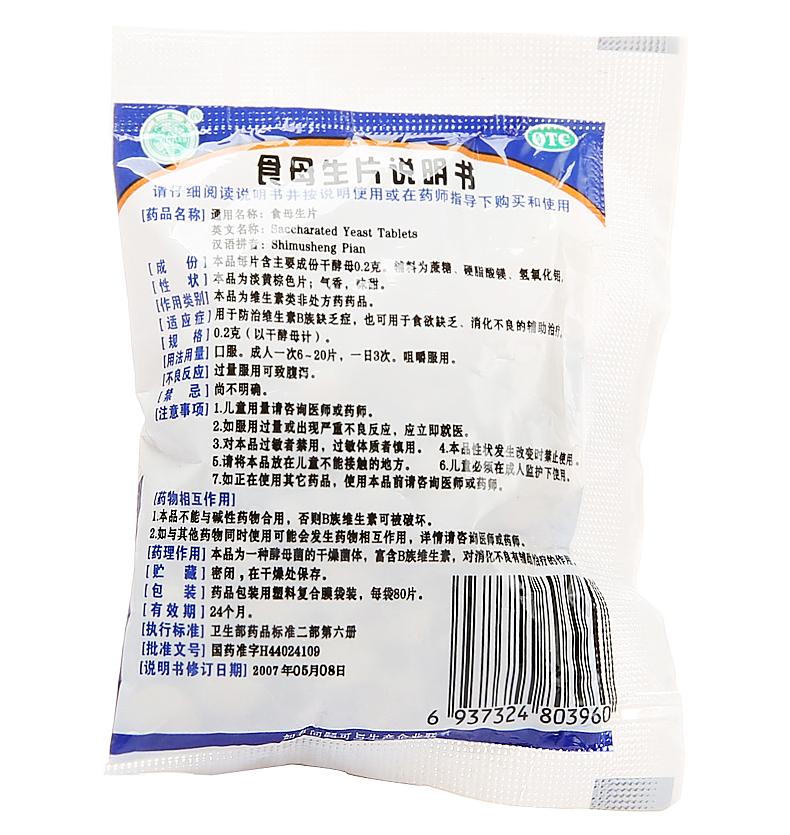 OTC
食母生片说明书
请仔细阅读说明书并按说明使用或在药师指导下购买和使用
[药品名称] 通用名称：食母生片
英文名称：Saccharated Yeast Tablets
汉语拼音：Shimusheng Pian
[成 份] 本品每片含主要成份干酵母0.2克。辅料为蔗糖、硬脂酸镁、氢氧化铝。
[性 状] 本品为淡黄棕色片；气香，味甜。
[作用类别] 本品为维生素类非处方药药品。
[适应症] 用于防治维生素B族缺乏症，也可用于食欲缺乏、消化不良的辅助治疗。
[规 格] 0.2克（以干酵母计）。
[用法用量] 口服。成人一次6~20片，一日3次。咀嚼服用。
[不良反应] 过量服用可致腹泻。
[禁 忌] 尚不明确。
[注意事项] 1.儿童用量请咨询医师或药师。
2.如服用过量或出现严重不良反应，应立即就医。
3.对本品过敏者禁用，过敏体质者慎用。 4.本品性状发生改变时禁止使用。
5.请将本品放在儿童不能接触的地方。 6.儿童必须在成人监护下使用。
7.如正在使用其它药品，使用本品前请咨询医师或药师。
[药物相互作用]
1.本品不能与碱性药物合用，否则B族维生素可被破坏。
2.如与其他药物同时使用可能会发生药物相互作用，详情请咨询医师或药师。
[药理作用] 本品为一种酵母菌的干燥菌体，富含B族维生素，对消化不良有辅助治疗的作用。
[贮 藏] 密闭，在干燥处保存。
[包 装] 药品包装用塑料复合膜袋装，每袋80片。
[有效期] 24个月。
[执行标准] 卫生部药品标准二部第六册
[批准文号] 国药准字H44024109
[说明书修订日期] 2007年05月08日
6 937324 803960
如有问题可与生产企业联系